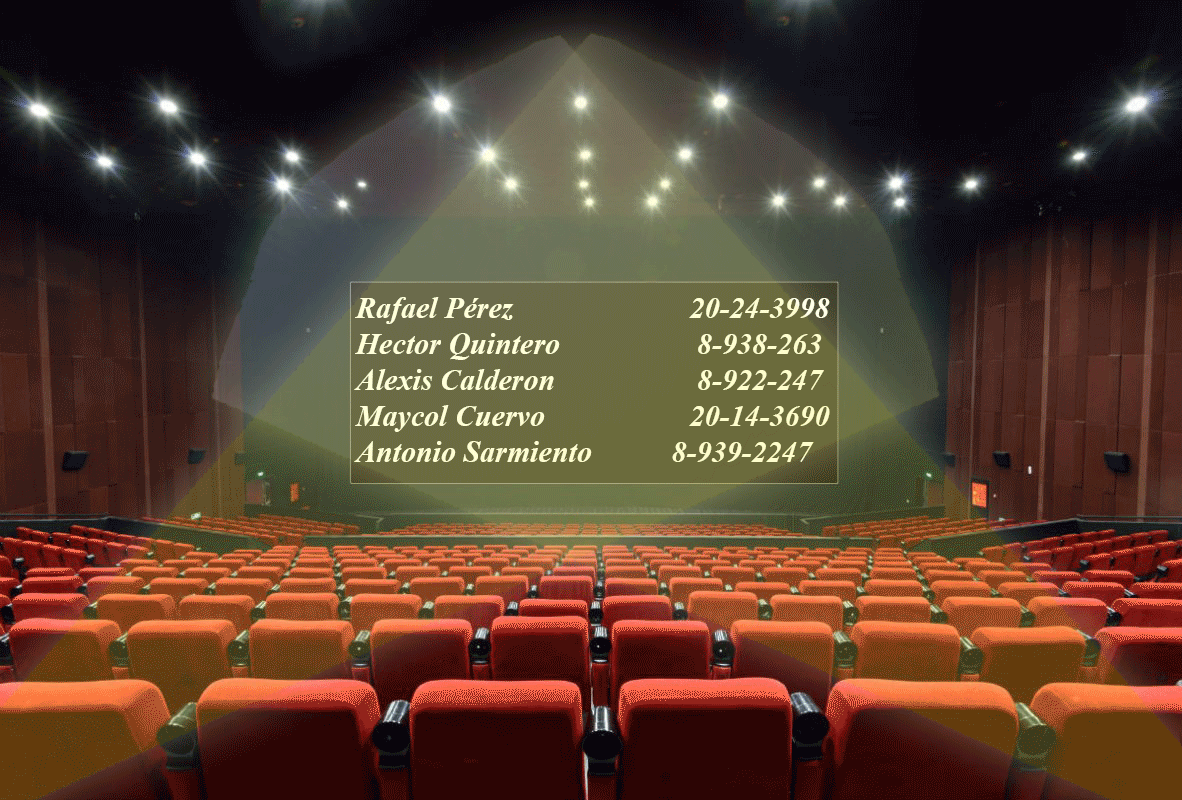 Rafael Pérez 20-24-3998
Hector Quintero 8-938-263
Alexis Calderon 8-922-247
Maycol Cuervo 20-14-3690
Antonio Sarmiento 8-939-2247